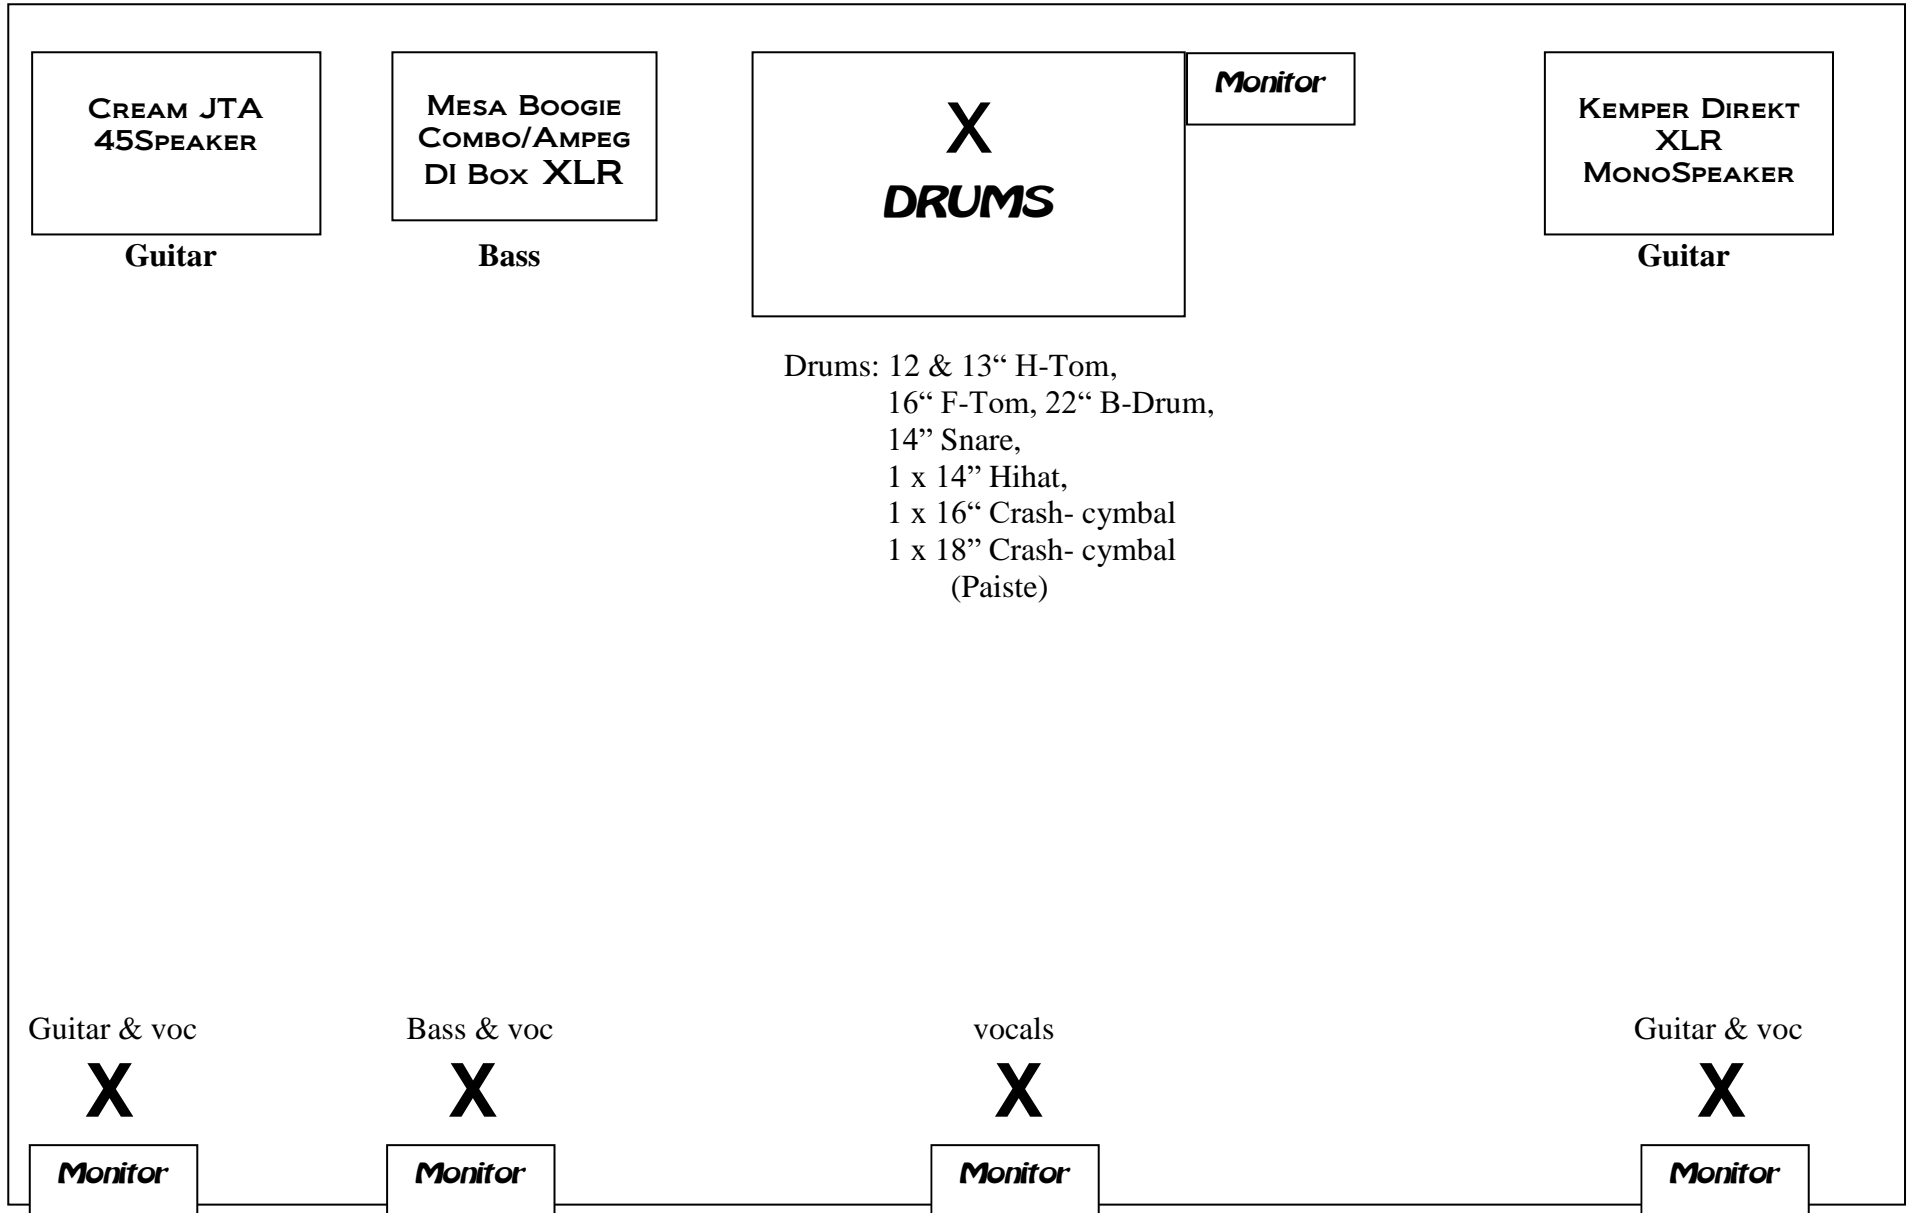 CREAM JTA
45SPEAKER
Guitar
MESA BOOGIE
COMBO/AMPEG
DI BOX XLR
Bass
X
DRUMS
Monitor
KEMPER DIREKT
XLR
MONOSPEAKER
Guitar
Drums: 12 & 13“ H-Tom,
16“ F-Tom, 22“ B-Drum,
14” Snare,
1 x 14” Hihat,
1 x 16“ Crash- cymbal
1 x 18” Crash- cymbal
(Paiste)
Guitar & voc
X
Monitor
Bass & voc
X
Monitor
vocals
X
Monitor
Guitar & voc
X
Monitor